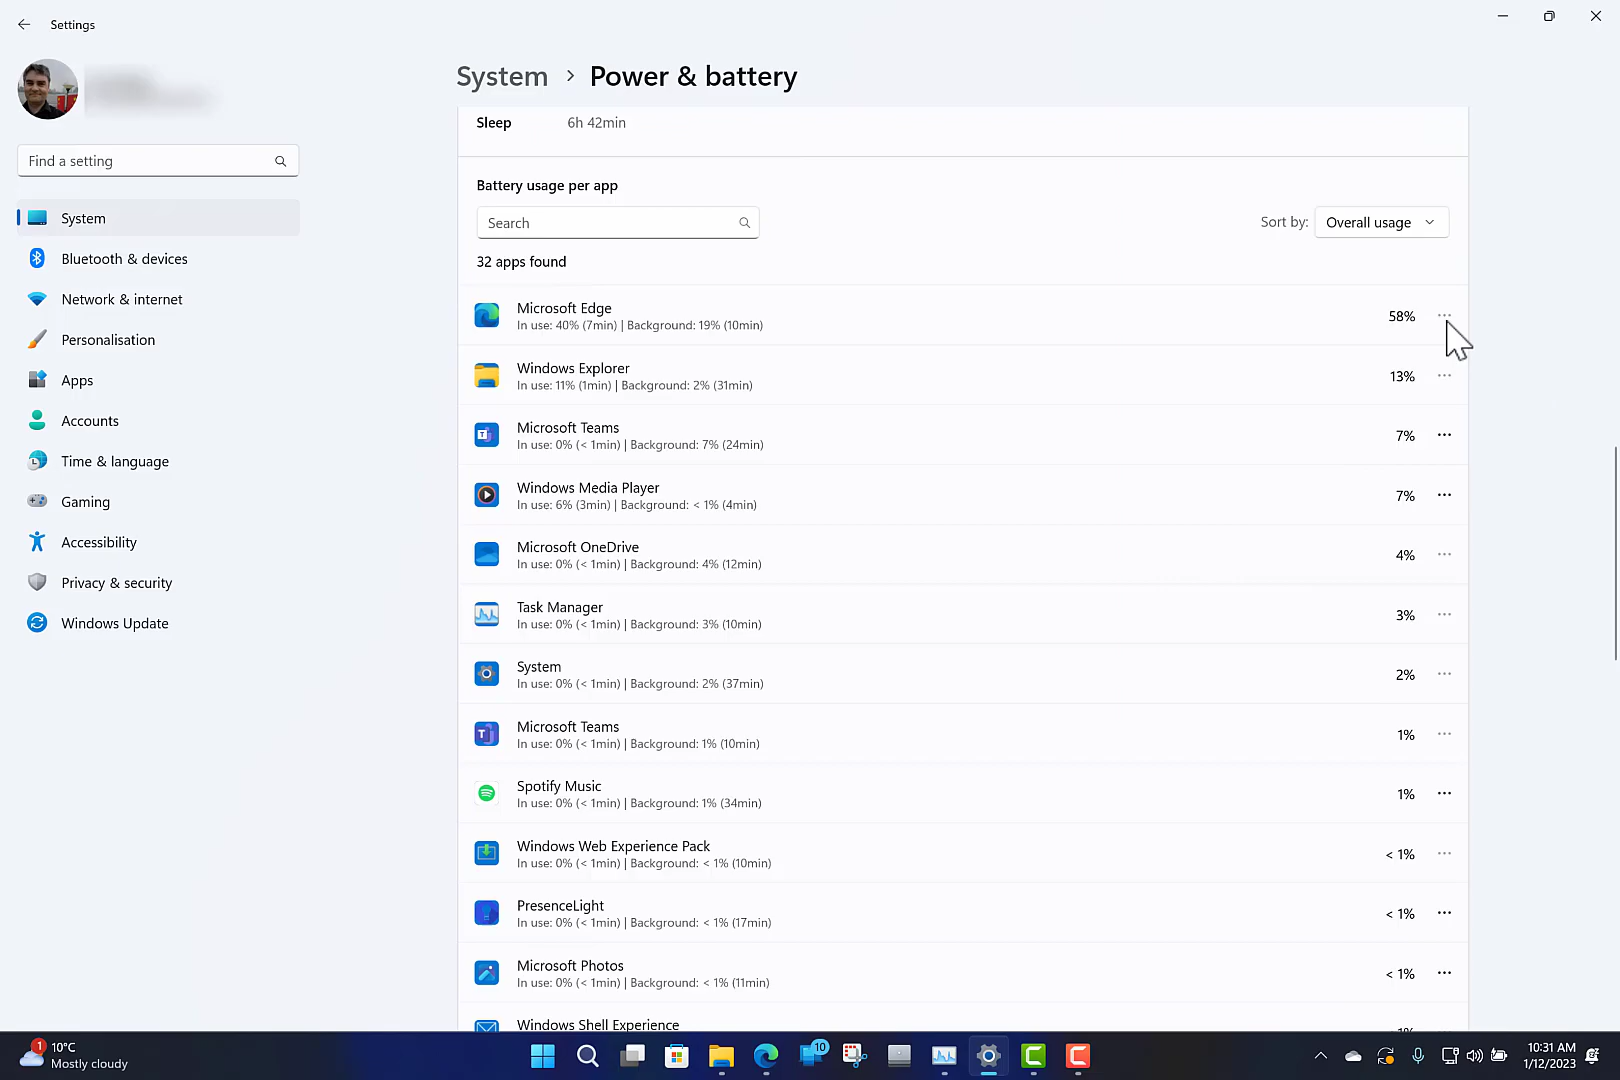 Settings
Find a setting
System
Bluetooth & devices
Network & internet
Personalisation
Apps
Accounts
Time & language
Gaming
Accessibility
Privacy & security
Windows Update
System > Power & battery
Sleep 6h 42min
Battery usage per app
Search
Sort by: Overall usage
32 apps found
Microsoft Edge
In use: 40% (7min) | Background: 19% (10min)
58%
Windows Explorer
In use: 11% (1min) | Background: 2% (31min)
13%
Microsoft Teams
In use: 0% (< 1min) | Background: 7% (24min)
7%
Windows Media Player
In use: 6% (3min) | Background: < 1% (4min)
7%
Microsoft OneDrive
In use: 0% (< 1min) | Background: 4% (12min)
4%
Task Manager
In use: 0% (< 1min) | Background: 3% (10min)
3%
System
In use: 0% (< 1min) | Background: 2% (37min)
2%
Microsoft Teams
In use: 0% (< 1min) | Background: 1% (10min)
1%
Spotify Music
In use: 0% (< 1min) | Background: 1% (34min)
1%
Windows Web Experience Pack
In use: 0% (< 1min) | Background: < 1% (10min)
< 1%
PresenceLight
In use: 0% (< 1min) | Background: < 1% (17min)
< 1%
Microsoft Photos
In use: 0% (< 1min) | Background: < 1% (11min)
< 1%
Windows Shell Experience
1
10°C
Mostly cloudy
10
10:31 AM
1/12/2023